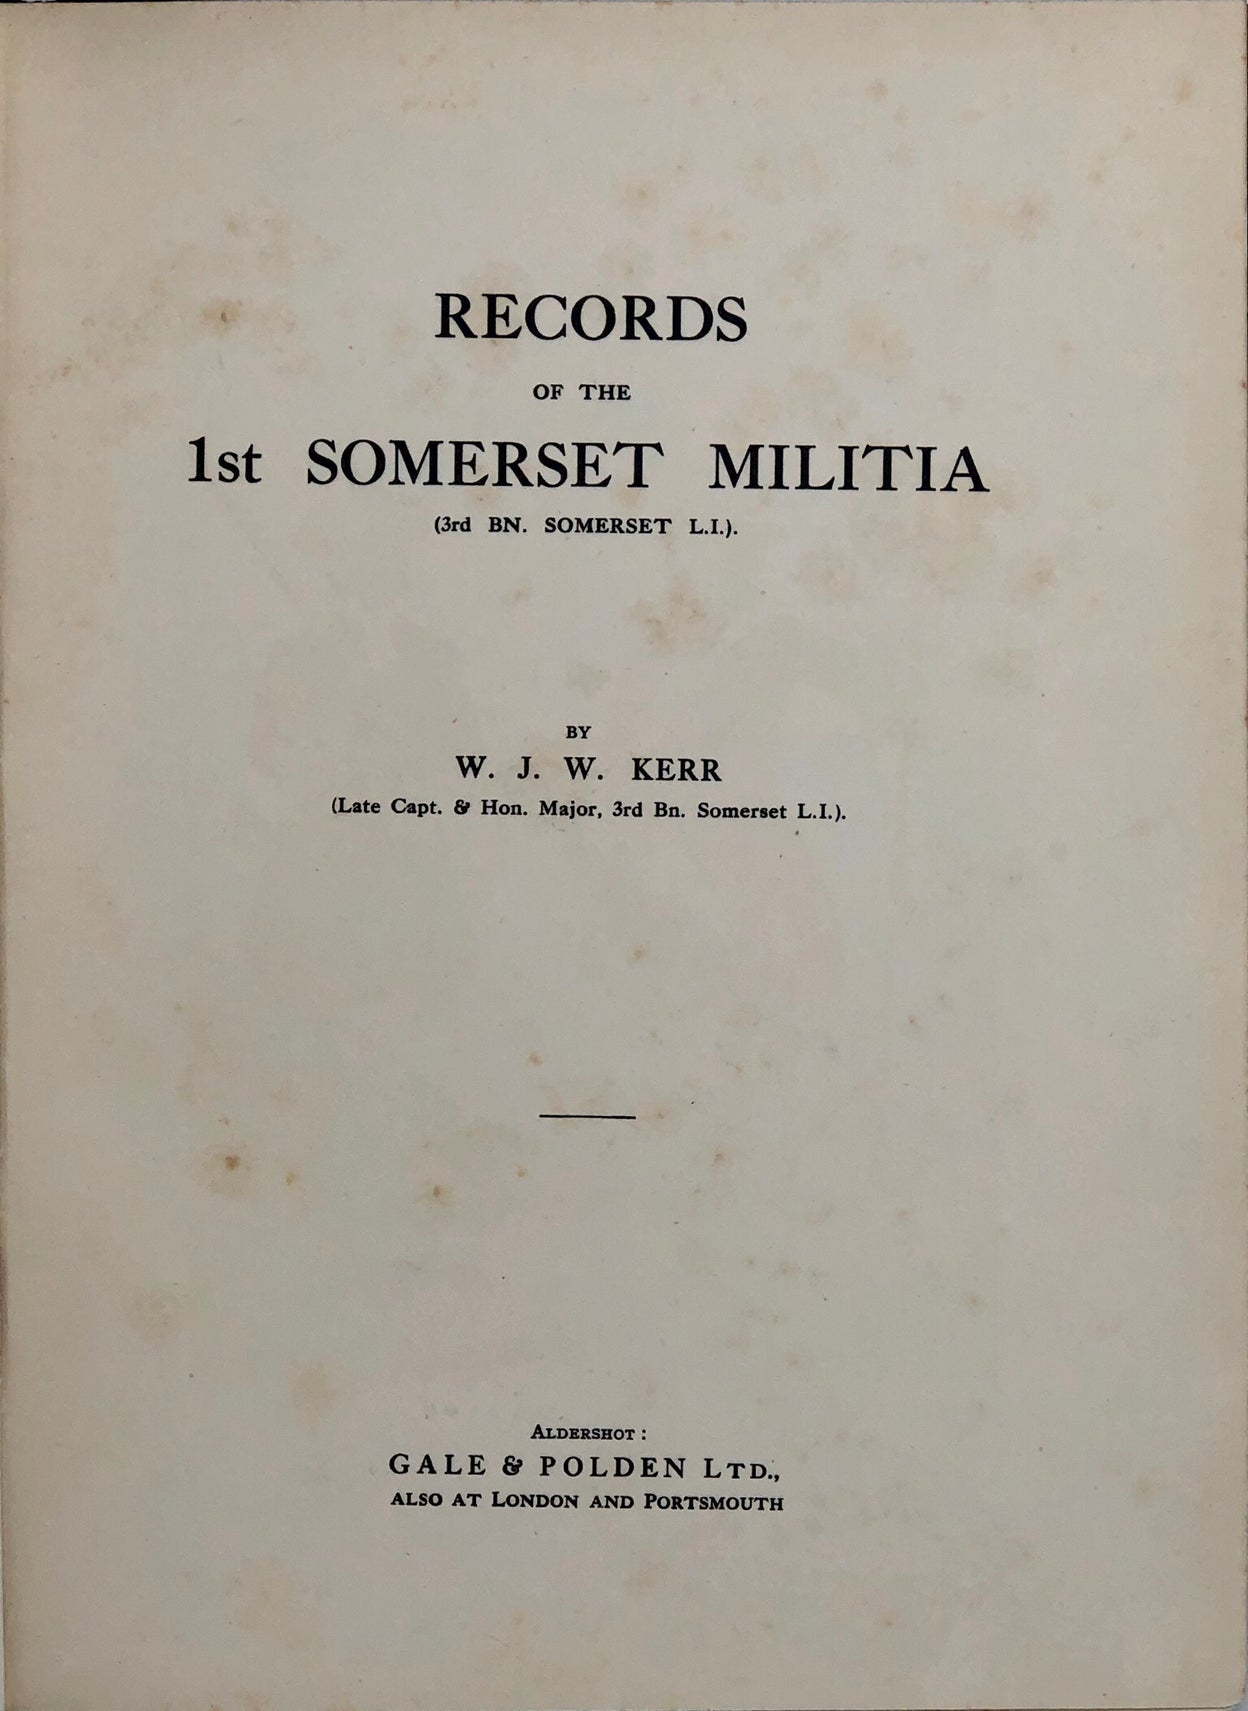 RECORDS
OF THE
1st SOMERSET MILITIA
(3rd BN. SOMERSET L.I.).
BY
W. J. W. KERR
(Late Capt. & Hon. Major, 3rd Bn. Somerset L.I.).
ALDERSHOT :
GALE & POLDEN LTD.,
ALSO AT LONDON AND PORTSMOUTH